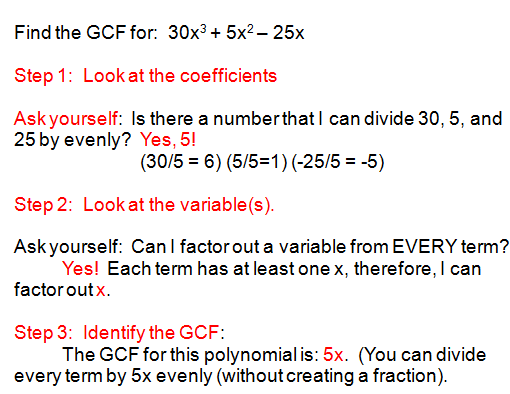 Find the GCF for:  30x³ + 5x² – 25x
Step 1:  Look at the coefficients
Ask yourself:  Is there a number that I can divide 30, 5, and
25 by evenly?  Yes, 5!
(30/5 = 6) (5/5=1) (-25/5 = -5)
Step 2:  Look at the variable(s).
Ask yourself:  Can I factor out a variable from EVERY term?
Yes!  Each term has at least one x, therefore, I can
factor out x.
Step 3:  Identify the GCF:
The GCF for this polynomial is:  5x.  (You can divide
every term by 5x evenly (without creating a fraction).